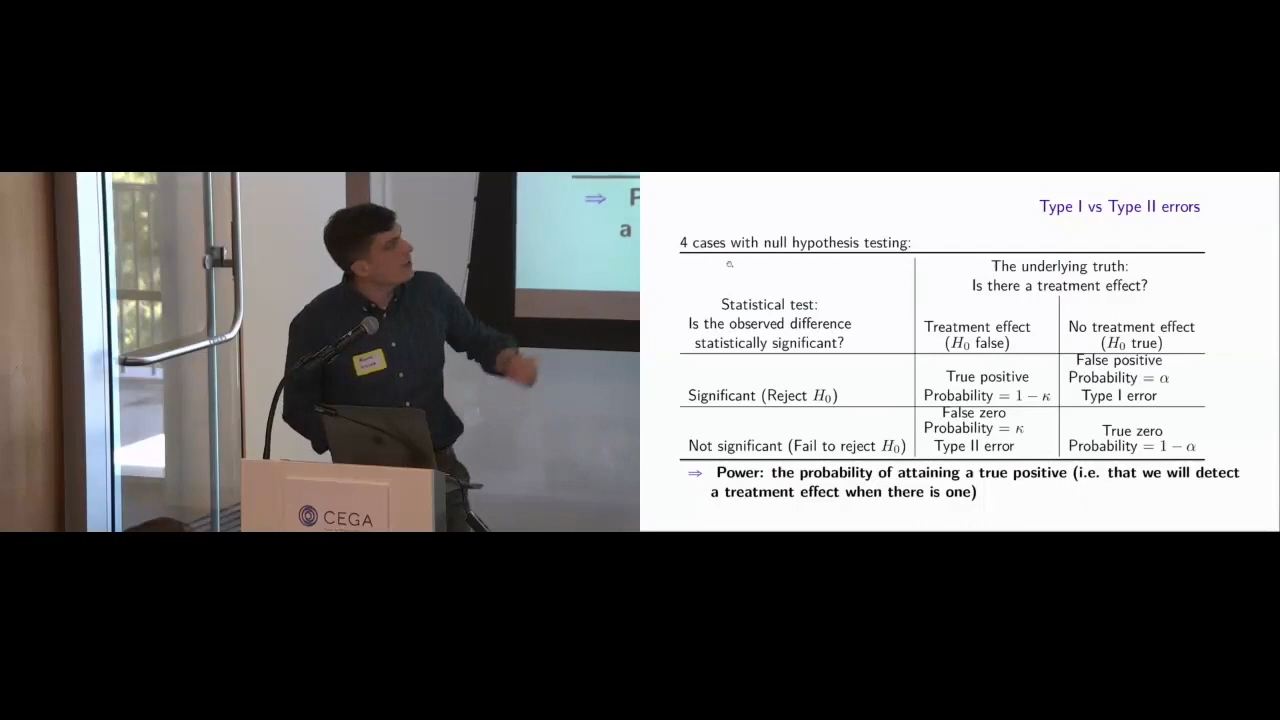 ⇒ P
a
CEGA
Type I vs Type II errors
4 cases with null hypothesis testing:
The underlying truth:
Is there a treatment effect?
Statistical test:
Is the observed difference
statistically significant?
Treatment effect
(H₀ false)
No treatment effect
(H₀ true)
Significant (Reject H₀)
True positive
Probability = 1 − κ
False positive
Probability = α
Type I error
Not significant (Fail to reject H₀)
False zero
Probability = κ
Type II error
True zero
Probability = 1 − α
⇒ Power: the probability of attaining a true positive (i.e. that we will detect
a treatment effect when there is one)